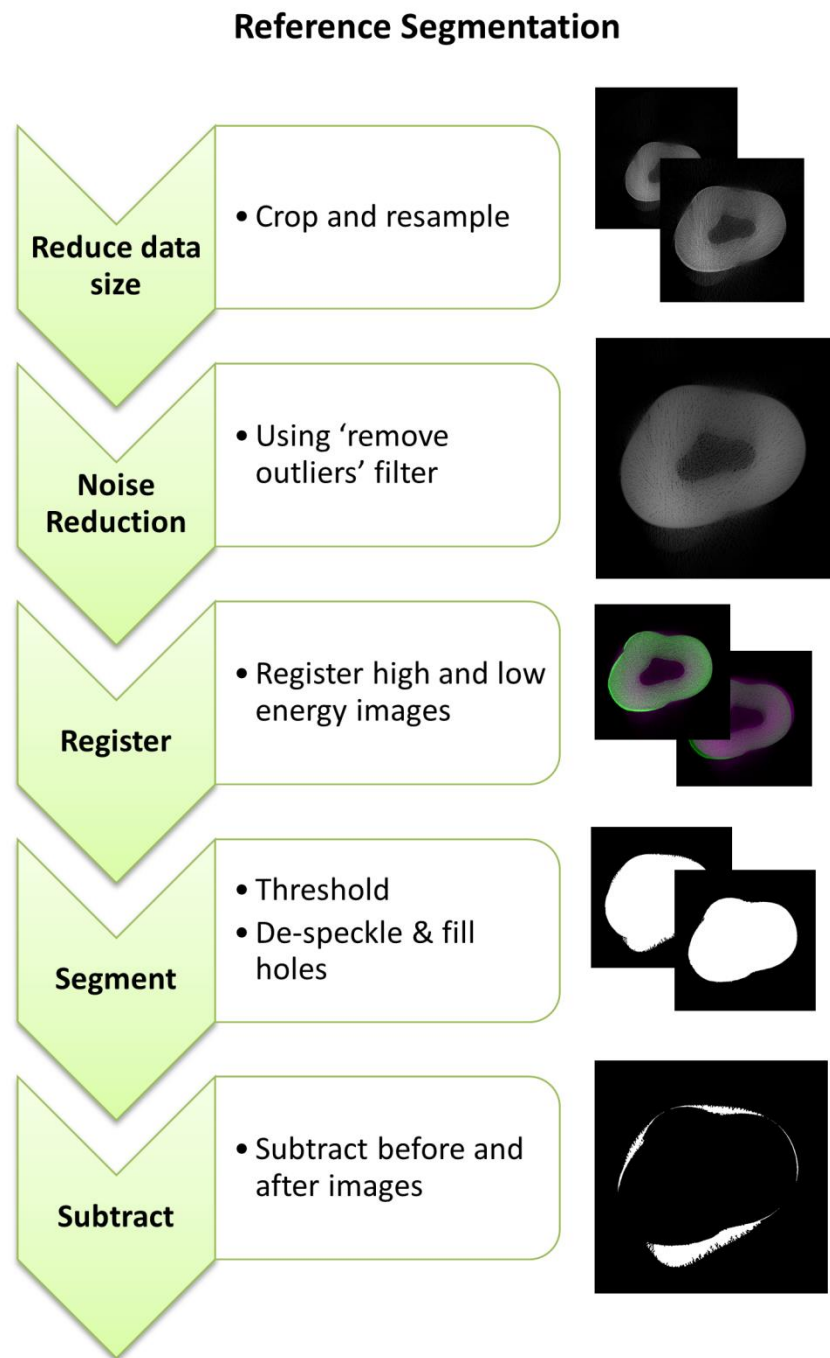 Reference Segmentation
Reduce data
size
• Crop and resample
Noise
Reduction
• Using ‘remove
outliers’ filter
Register
• Register high and low
energy images
Segment
• Threshold
• De-speckle & fill
holes
Subtract
• Subtract before and
after images